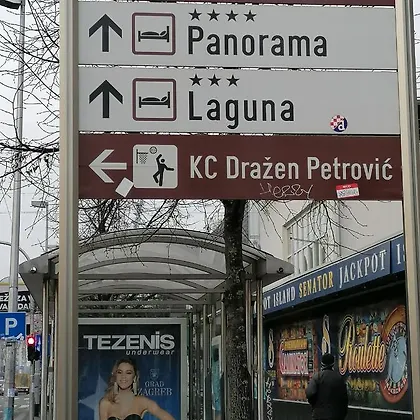 ★★★★
Panorama
★★★★
Laguna
KC Dražen Petrović
P
TEZENIS
underwear
GRAD
ZAGREB
ISLAND SENATOR JACKPOT
Roulette